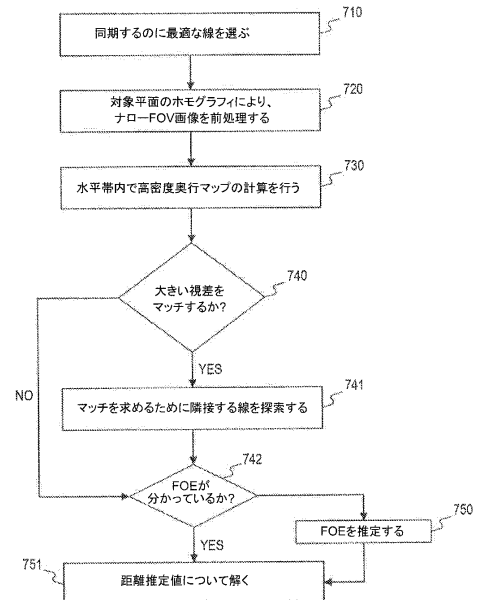 710
同期するのに最適な線を選ぶ
720
対象平面のホモグラフィにより、
ナローFOV画像を前処理する
730
水平帯内で高密度奥行マップの計算を行う
740
大きい視差を
マッチするか?
NO
YES
741
マッチを求めるために隣接する線を探索する
742
FOEが
分かっているか?
750
FOEを推定する
YES
751
距離推定値について解く